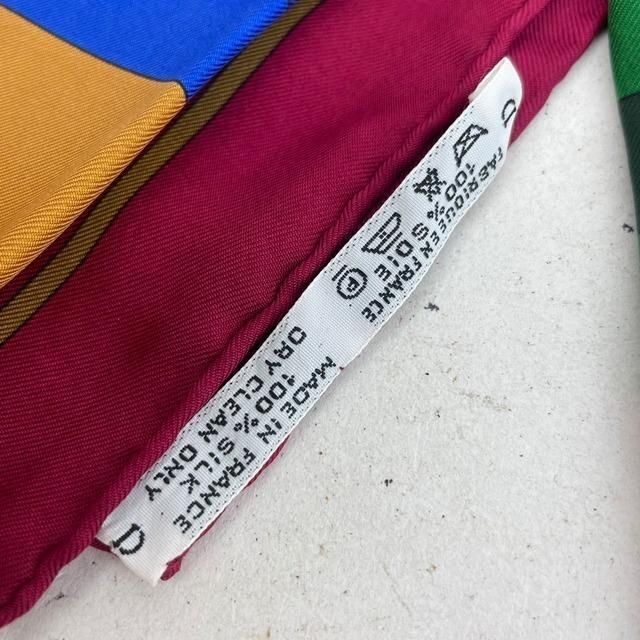 D
FABRIQUE EN FRANCE
100% SOIE
P
MADE IN FRANCE
100% SILK
DRY CLEAN ONLY
D